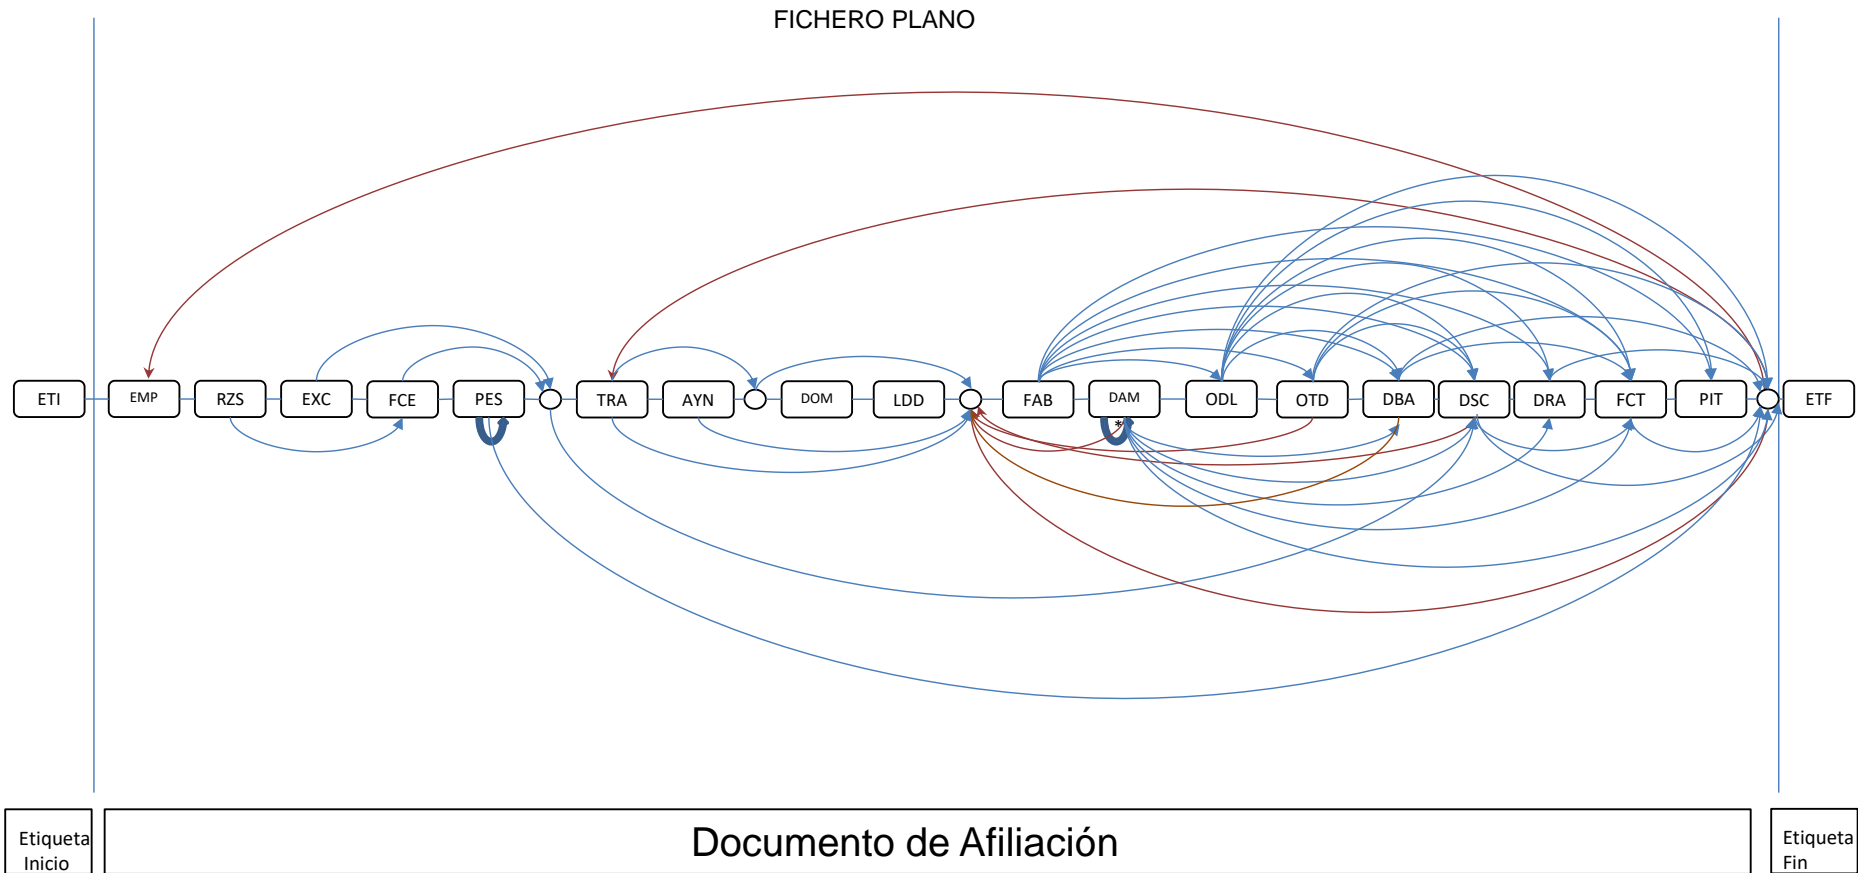 FICHERO PLANO
ETI EMP RZS EXC FCE PES TRA AYN DOM LDD FAB DAM ODL OTD DBA DSC DRA FCT PIT ETF
*
Etiqueta
Inicio
Documento de Afiliación
Etiqueta
Fin